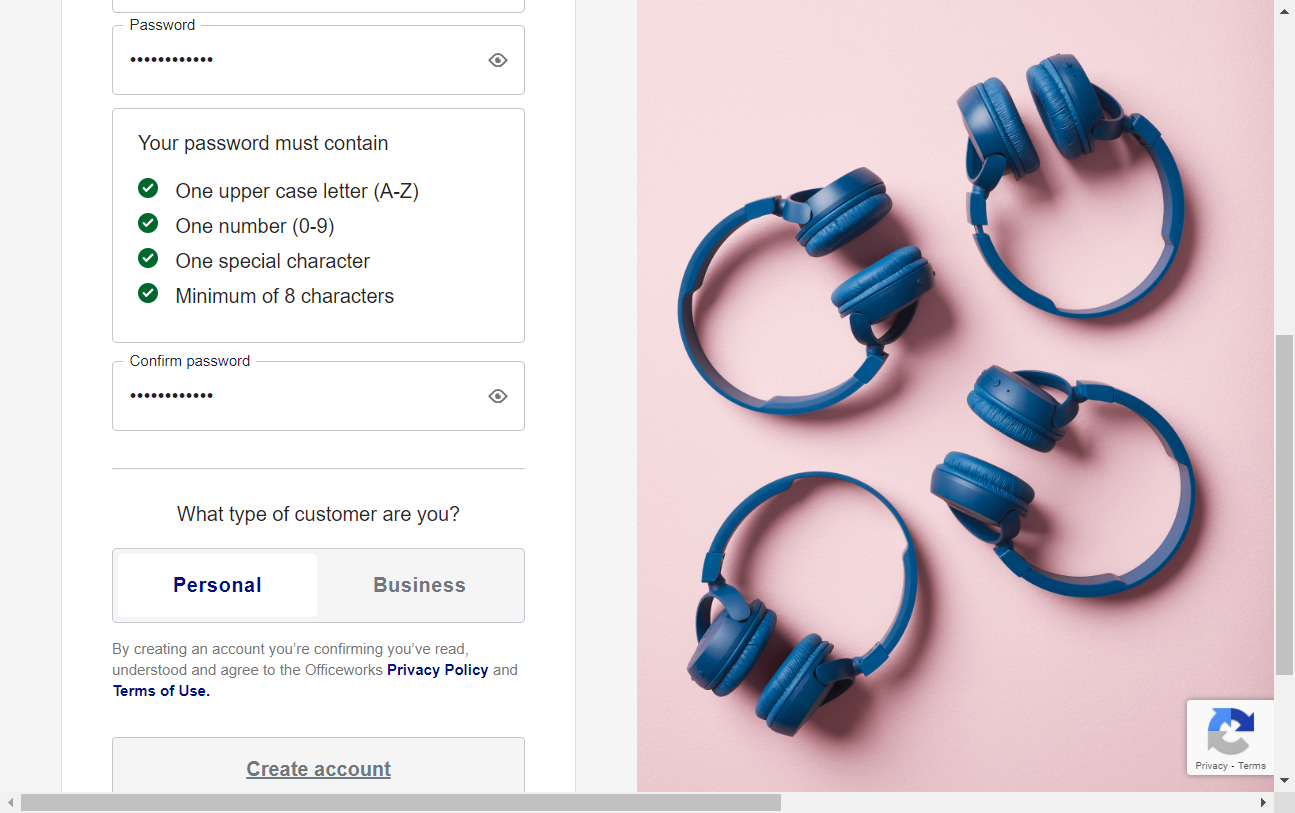 Password
••••••••••••
Your password must contain
One upper case letter (A-Z)
One number (0-9)
One special character
Minimum of 8 characters
Confirm password
••••••••••••
What type of customer are you?
Personal Business
By creating an account you’re confirming you’ve read,
understood and agree to the Officeworks Privacy Policy and
Terms of Use.
Create account
Privacy - Terms